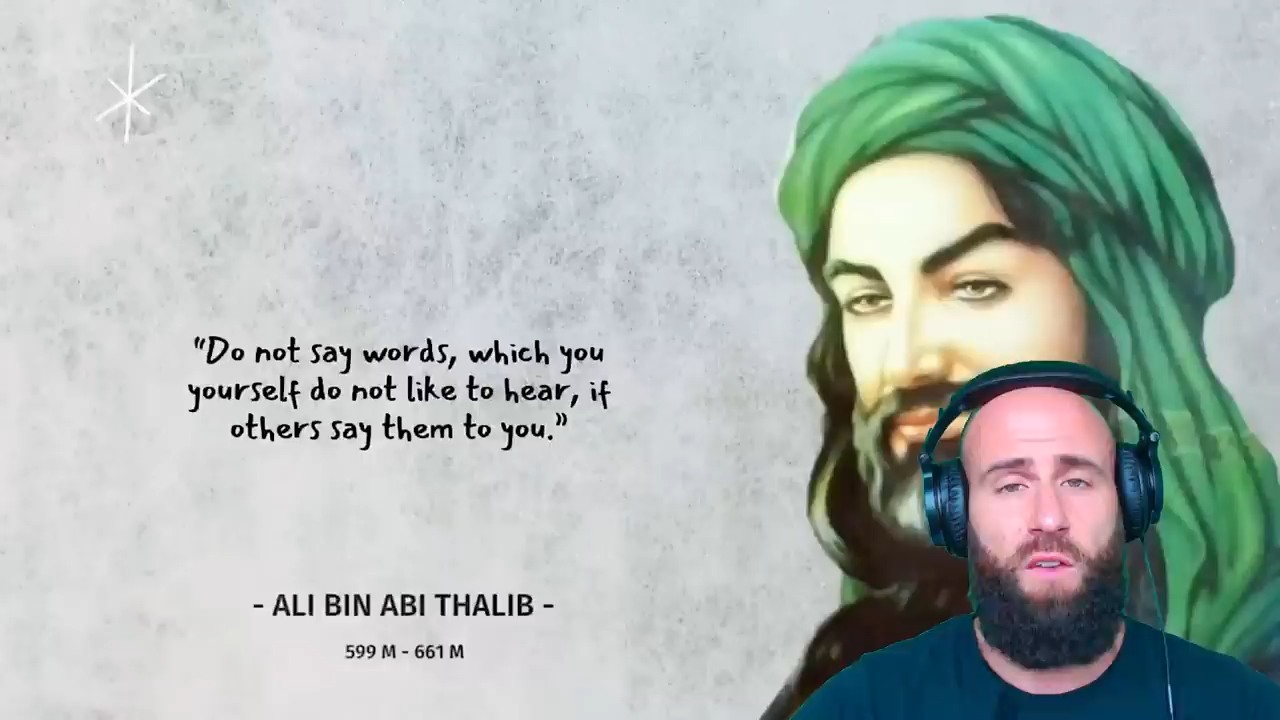 "Do not say words, which you
yourself do not like to hear, if
others say them to you."
- ALI BIN ABI THALIB -
599 M - 661 M